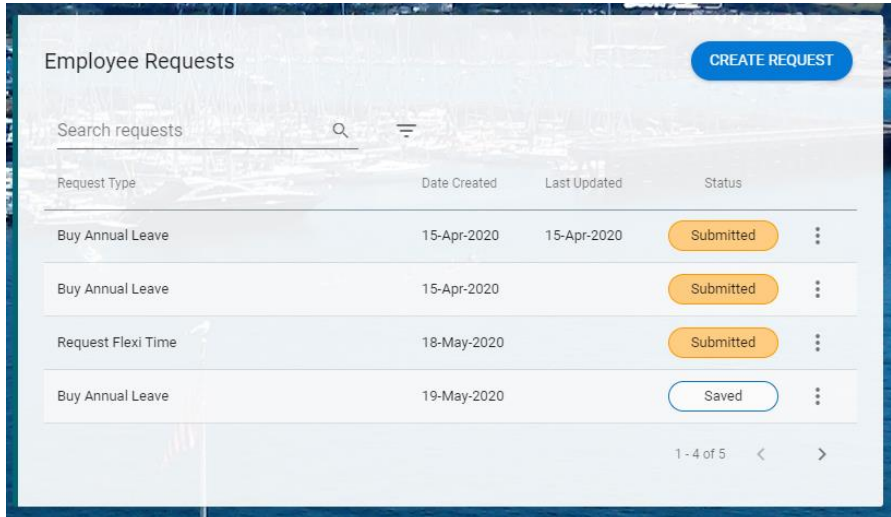 Employee Requests
CREATE REQUEST
Search requests
Request Type Date Created Last Updated Status
Buy Annual Leave 15-Apr-2020 15-Apr-2020 Submitted
Buy Annual Leave 15-Apr-2020 Submitted
Request Flexi Time 18-May-2020 Submitted
Buy Annual Leave 19-May-2020 Saved
1 - 4 of 5